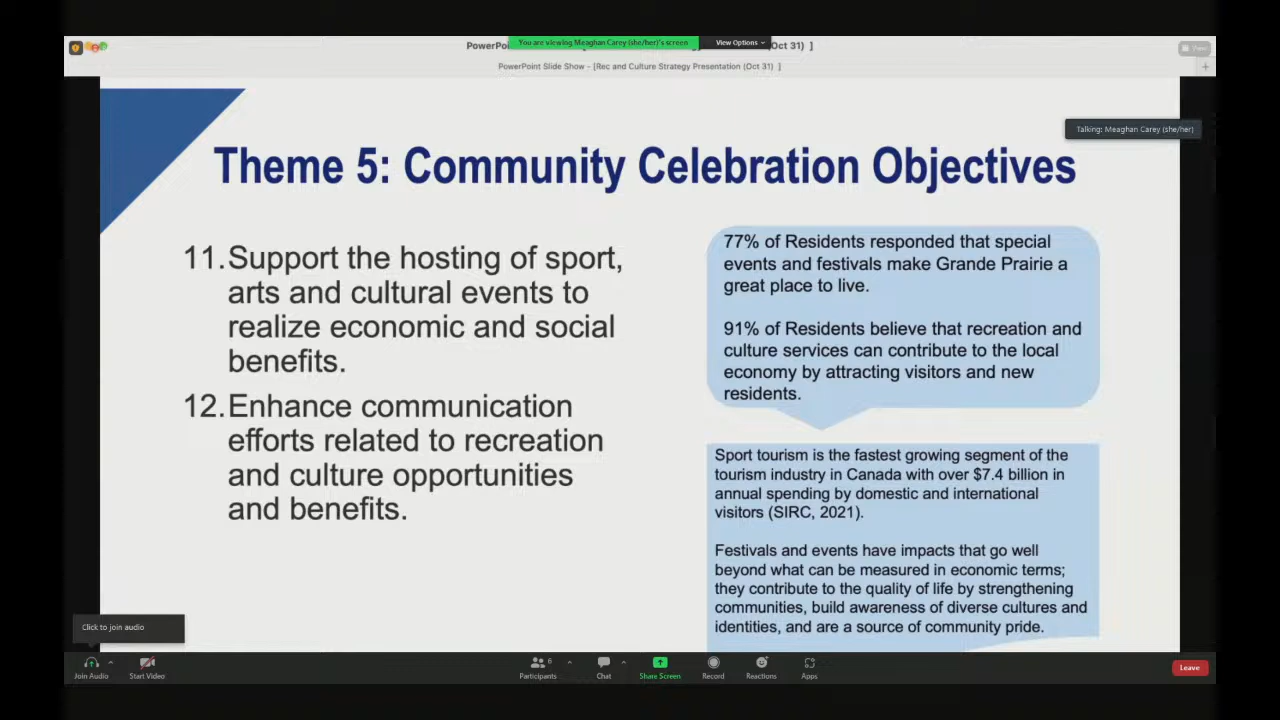 You are viewing Meaghan Carey (she/her)'s screen
View Options
Oct 31) ]
PowerPoint Slide Show - [Rec and Culture Strategy Presentation (Oct 31) ]
Talking: Meaghan Carey (she/her)
Theme 5: Community Celebration Objectives
11. Support the hosting of sport,
arts and cultural events to
realize economic and social
benefits.
12. Enhance communication
efforts related to recreation
and culture opportunities
and benefits.
77% of Residents responded that special
events and festivals make Grande Prairie a
great place to live.
91% of Residents believe that recreation and
culture services can contribute to the local
economy by attracting visitors and new
residents.
Sport tourism is the fastest growing segment of the
tourism industry in Canada with over $7.4 billion in
annual spending by domestic and international
visitors (SIRC, 2021).
Festivals and events have impacts that go well
beyond what can be measured in economic terms;
they contribute to the quality of life by strengthening
communities, build awareness of diverse cultures and
identities, and are a source of community pride.
Click to join audio
Join Audio
Start Video
6
Participants
Chat
Share Screen
Record
Reactions
Apps
Leave